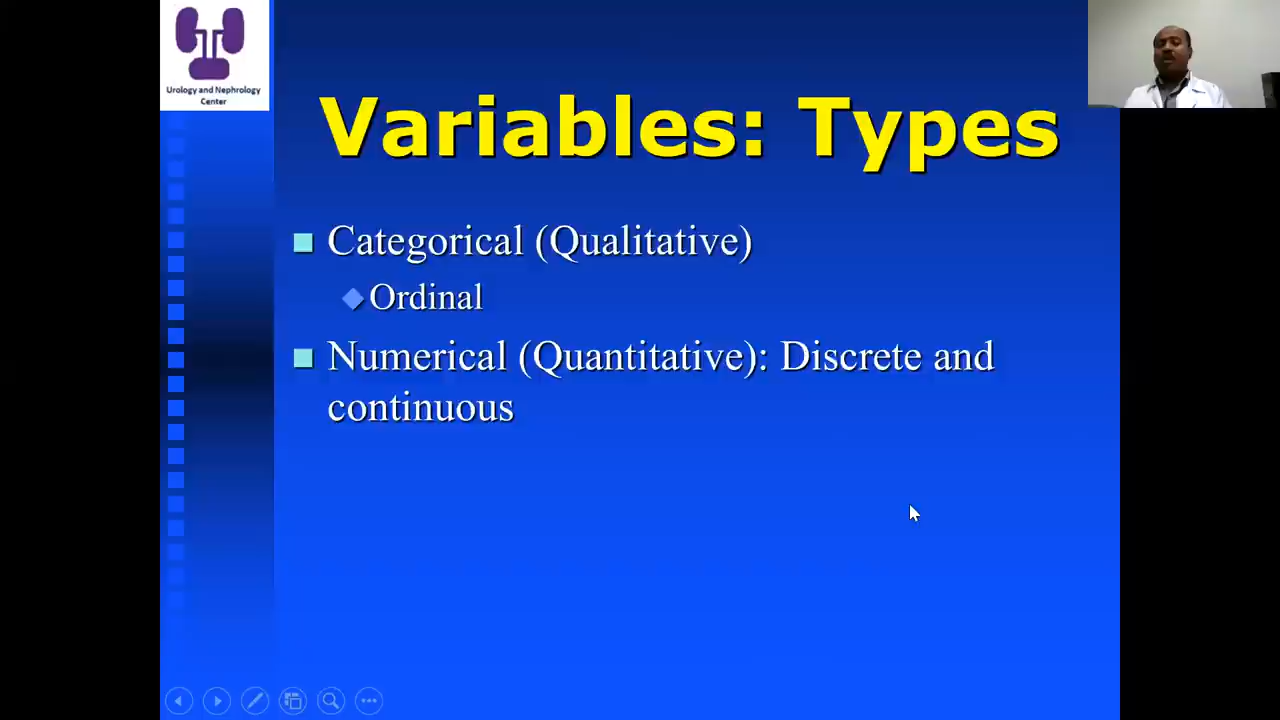 Urology and Nephrology
Center
Variables: Types
Categorical (Qualitative)
Ordinal
Numerical (Quantitative): Discrete and
continuous